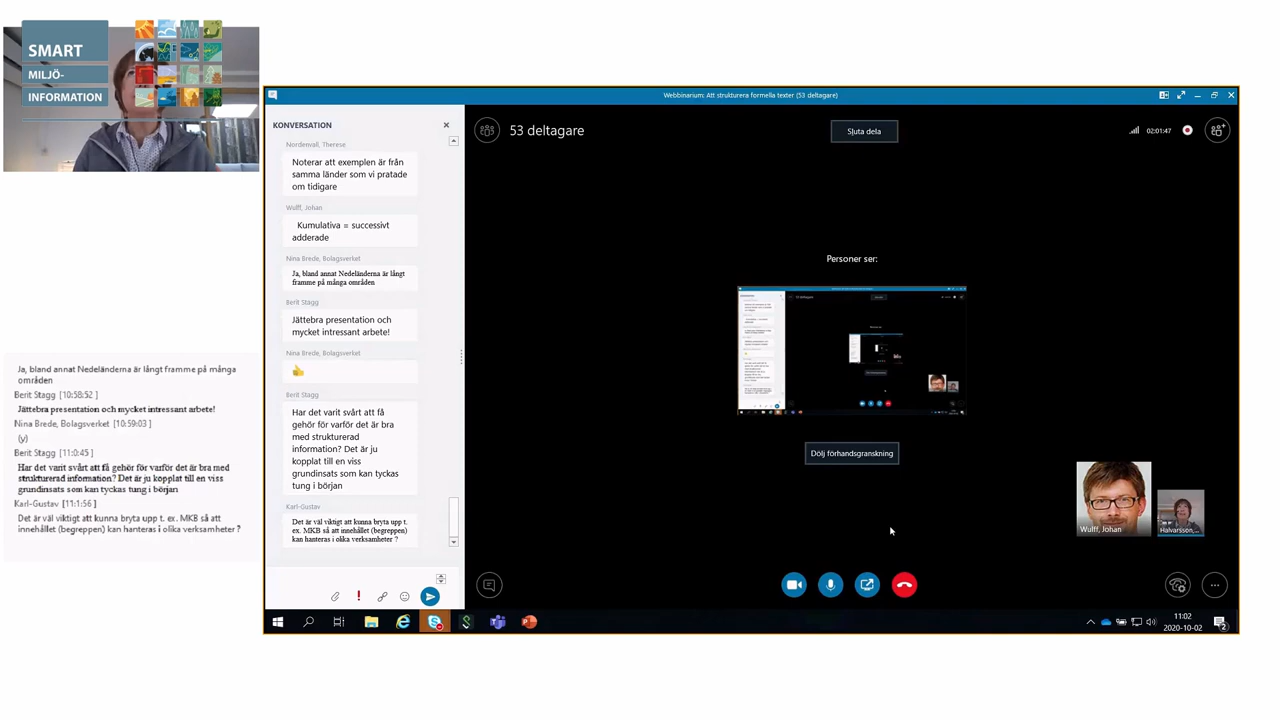 SMART
MILJÖ-
INFORMATION
Webbinarium: Att strukturera formella texter (53 deltagare)
KONVERSATION
53 deltagare
Sluta dela
02:01:47
Nordenvall, Therese
Noterar att exemplen är från
samma länder som vi pratade
om tidigare
Wulff, Johan
Kumulativa = successivt
adderade
Nina Brede, Bolagsverket
Ja, bland annat Nedeländerna är långt
framme på många områden
Berit Stagg
Jättebra presentation och
mycket intressant arbete!
Nina Brede, Bolagsverket
Berit Stagg
Har det varit svårt att få
gehör för varför det är bra
med strukturerad
information? Det är ju
kopplat till en viss
grundinsats som kan tyckas
tung i början
Karl-Gustav
Det är väl viktigt att kunna bryta upp t.
ex. MKB så att innehållet (begreppen)
kan hanteras i olika verksamheter ?
Personer ser:
Dölj förhandsgranskning
Wulff, Johan
Halvarsson,...
11:02
2020-10-02
2
Ja, bland annat Nedeländerna är långt framme på många
områden
Berit Stagg [10:58:52]
Jättebra presentation och mycket intressant arbete!
Nina Brede, Bolagsverket [10:59:03]
(y)
Berit Stagg [11:0:45]
Har det varit svårt att få gehör för varför det är bra med
strukturerad information? Det är ju kopplat till en viss
grundinsats som kan tyckas tung i början
Karl-Gustav [11:1:56]
Det är väl viktigt att kunna bryta upp t. ex. MKB så att
innehållet (begreppen) kan hanteras i olika verksamheter ?